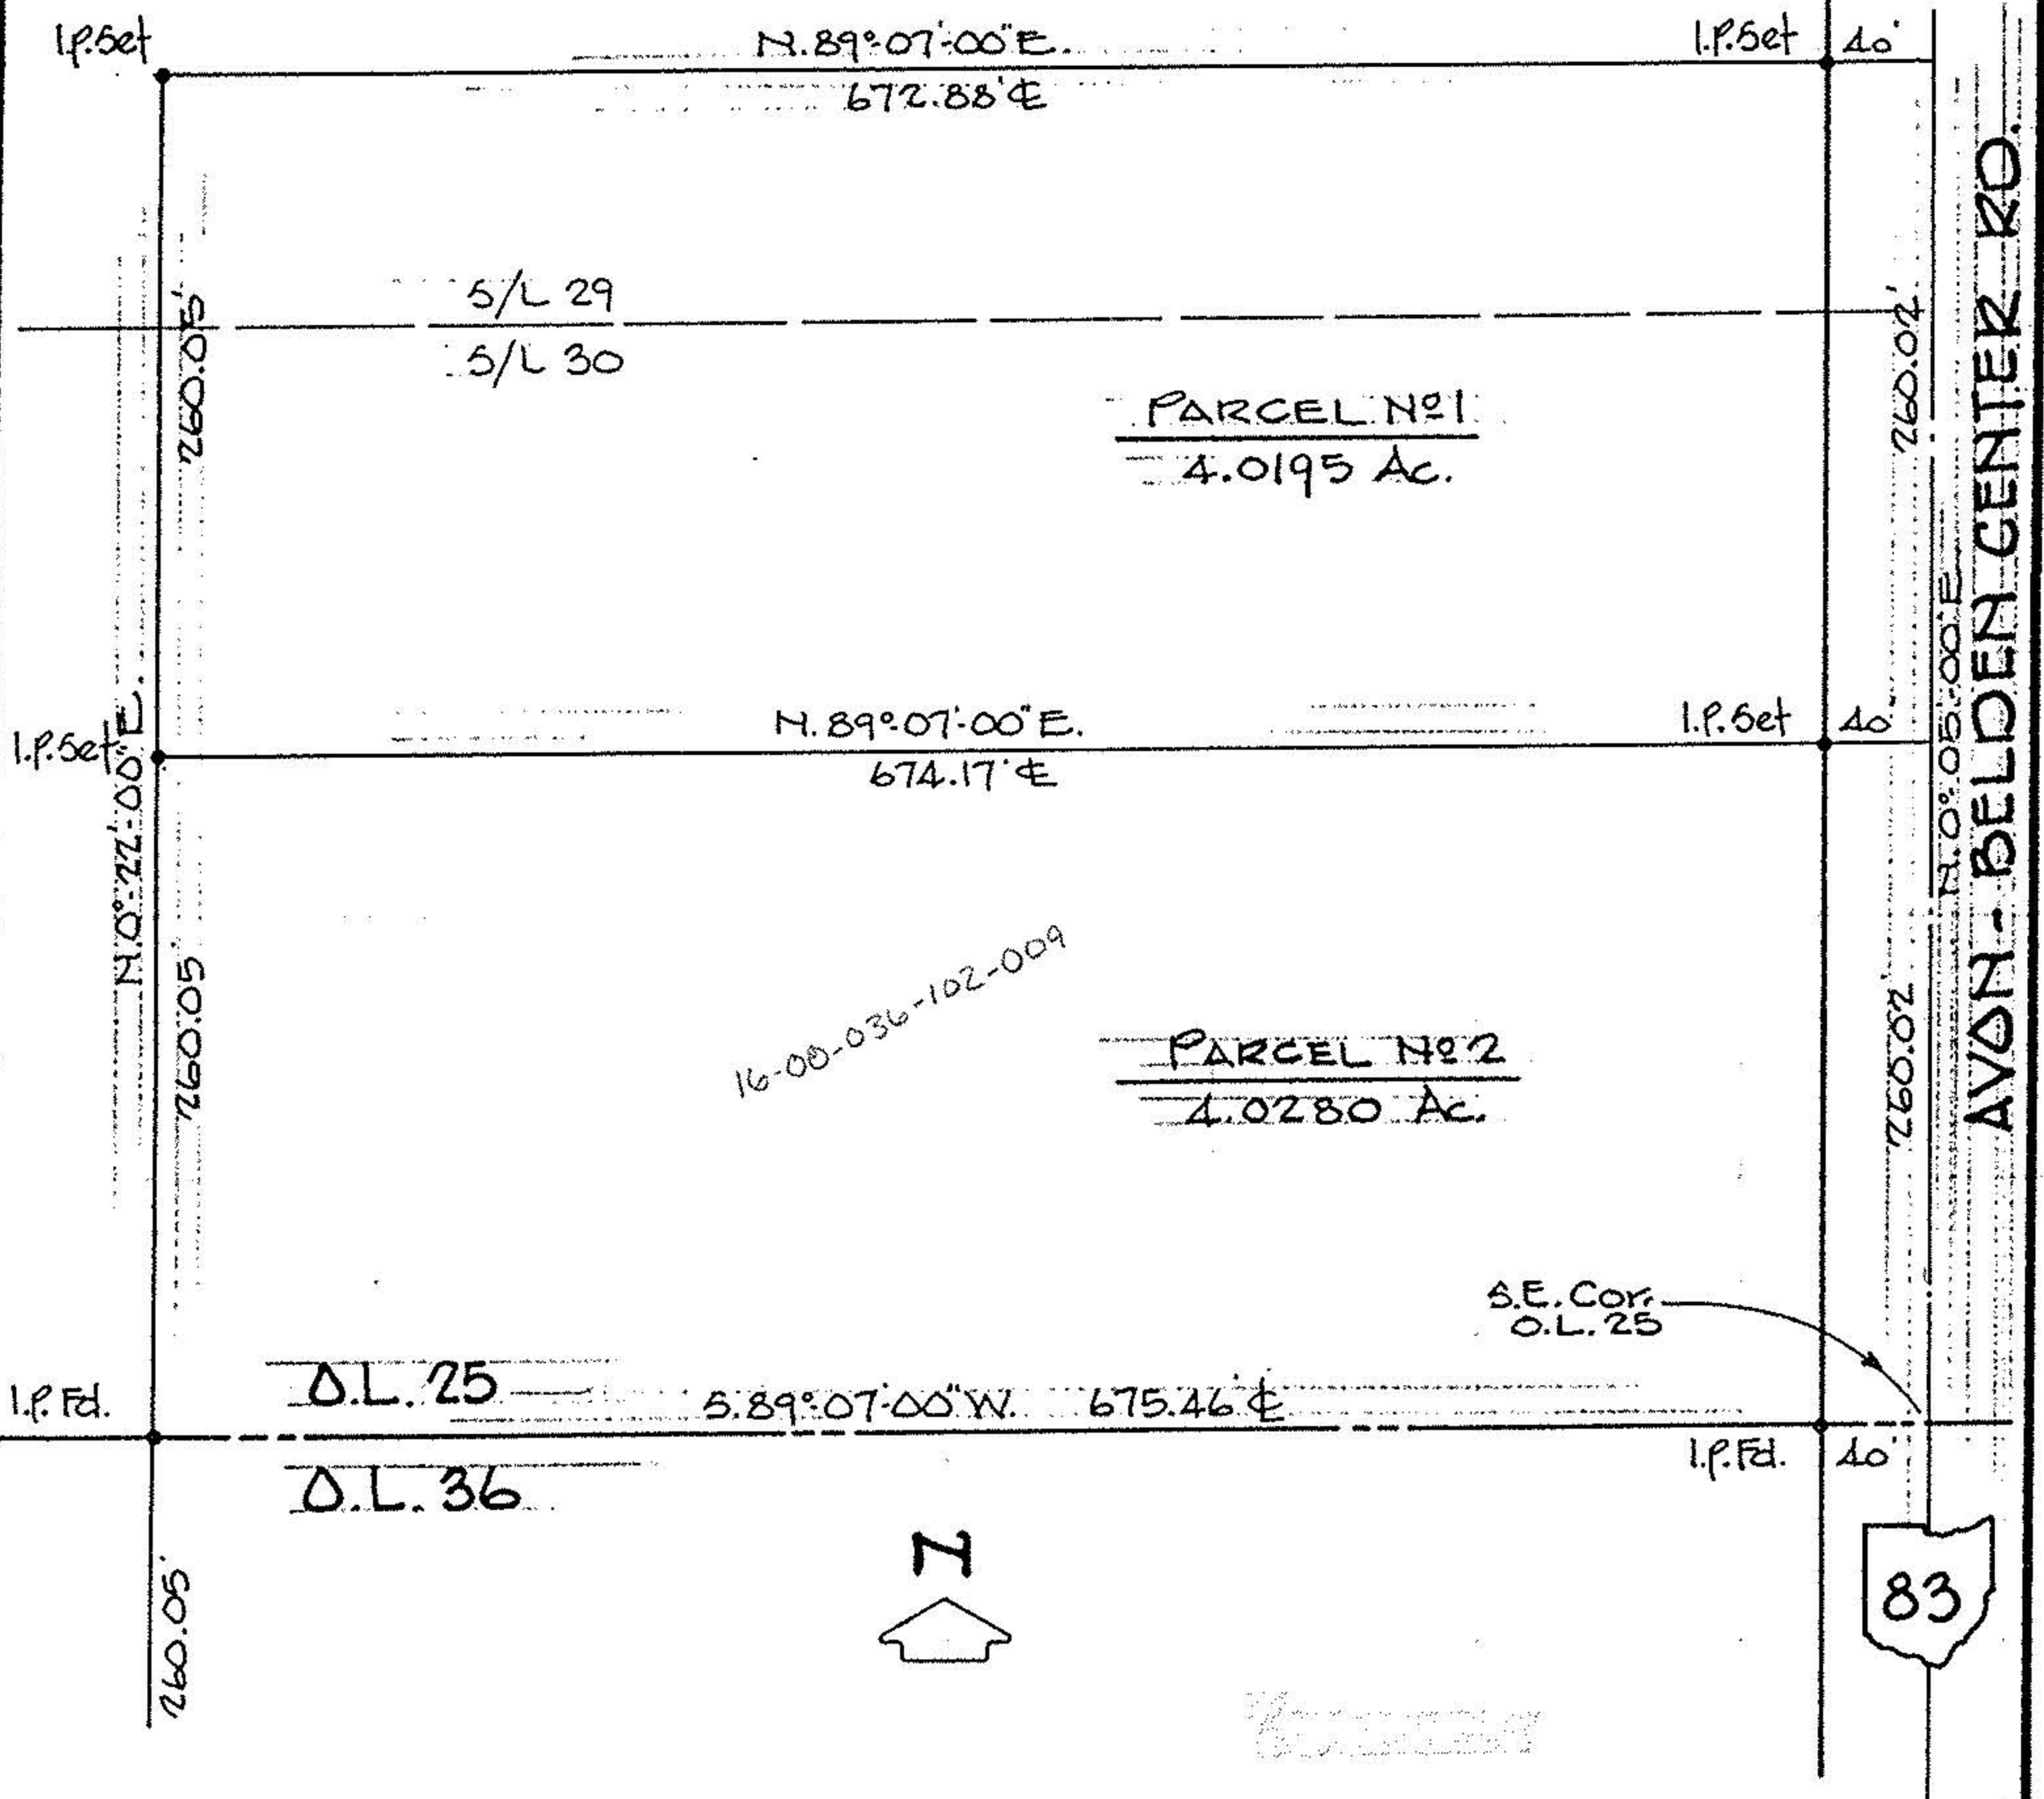 I.P. Set
N. 89°-07'-00" E.
I.P. Set
40'
672.88' ℄
S/L 29
S/L 30
260.05'
260.02'
PARCEL Nº 1
4.0195 Ac.
AVON - BELDEN CENTER RD.
N. 0°-05'-00" E.
I.P. Set
N. 89°-07'-00" E.
I.P. Set
40'
674.17' ℄
N. 0°-22'-00" E.
260.05'
260.02'
16-00-036-102-009
PARCEL Nº 2
4.0280 Ac.
S.E. Cor.
O.L. 25
I.P. Fd.
O.L. 25
S. 89°-07'-00" W. 675.46' ℄
I.P. Fd.
40'
O.L. 36
N
83
260.05'